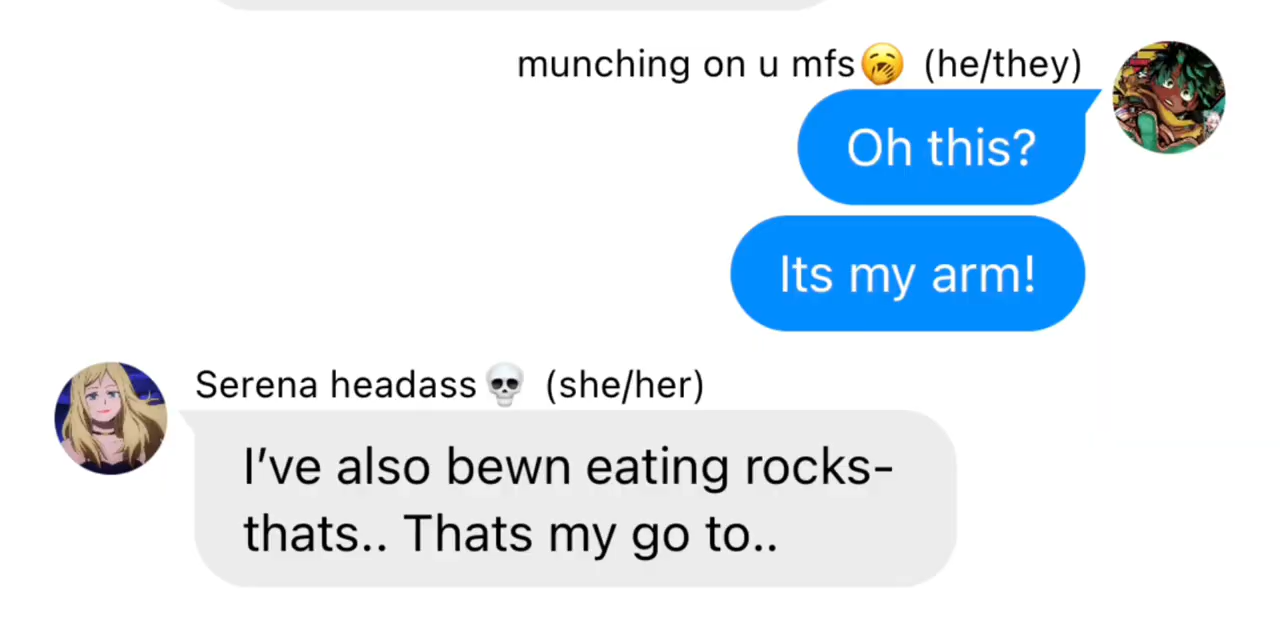 munching on u mfs🥱 (he/they)
Oh this?
Its my arm!
Serena headass💀 (she/her)
I’ve also bewn eating rocks-
thats.. Thats my go to..